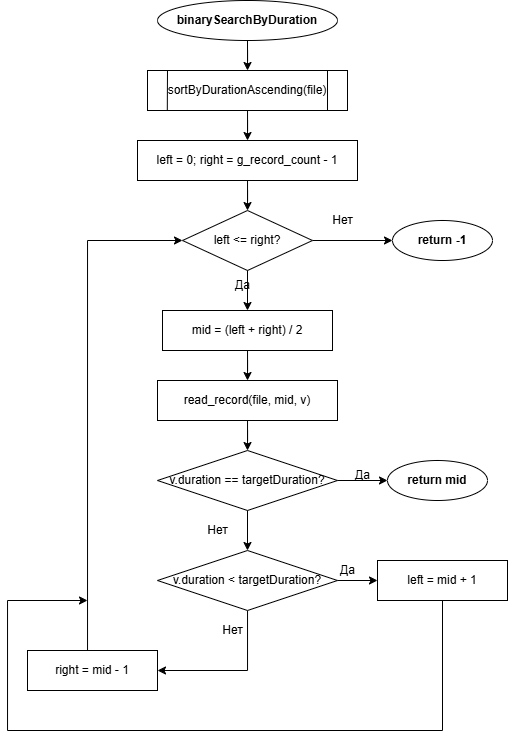 binarySearchByDuration
sortByDurationAscending(file)
left = 0; right = g_record_count - 1
left <= right?
Нет
return -1
Да
mid = (left + right) / 2
read_record(file, mid, v)
v.duration == targetDuration?
Да
return mid
Нет
v.duration < targetDuration?
Да
left = mid + 1
Нет
right = mid - 1